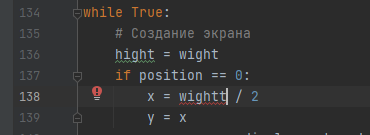 134 while True:
135 # Создание экрана
136 hight = wight
137 if position == 0:
138 x = wightt / 2
139 y = x